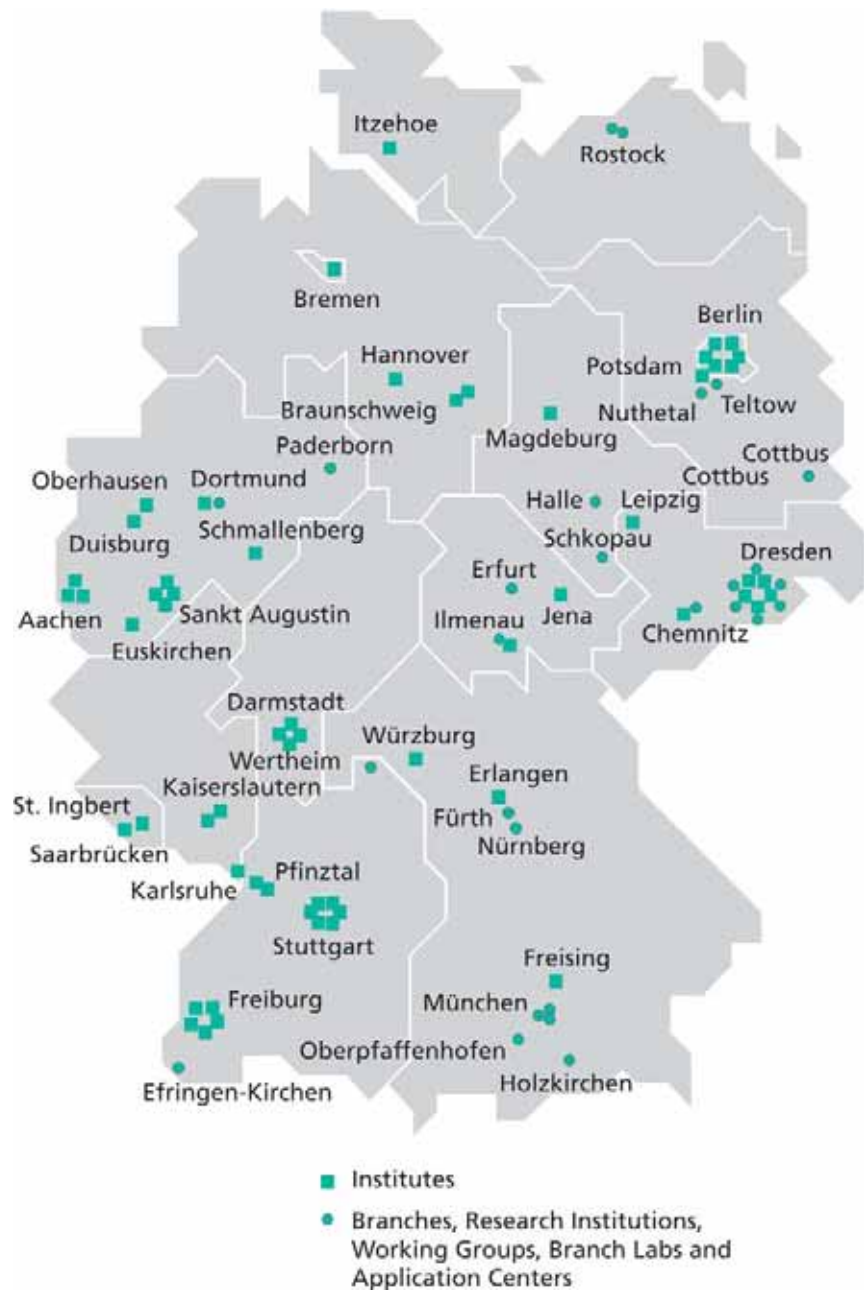 Itzehoe
Rostock
Bremen
Berlin
Hannover
Potsdam
Braunschweig
Nuthetal
Teltow
Magdeburg
Paderborn
Cottbus
Cottbus
Oberhausen
Dortmund
Halle
Leipzig
Duisburg
Schmallenberg
Schkopau
Dresden
Erfurt
Aachen
Sankt Augustin
Ilmenau
Jena
Chemnitz
Euskirchen
Darmstadt
Würzburg
Wertheim
Kaiserslautern
Erlangen
St. Ingbert
Fürth
Nürnberg
Saarbrücken
Pfinztal
Karlsruhe
Stuttgart
Freising
Freiburg
München
Oberpfaffenhofen
Holzkirchen
Efringen-Kirchen
Institutes
Branches, Research Institutions,
Working Groups, Branch Labs and
Application Centers